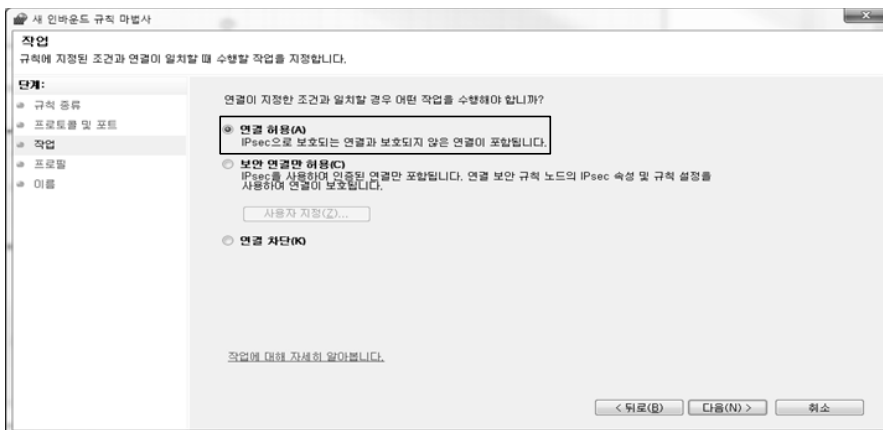 새 인바운드 규칙 마법사
작업
규칙에 지정된 조건과 연결이 일치할 때 수행할 작업을 지정합니다.
단계:
규칙 종류
프로토콜 및 포트
작업
프로필
이름
연결이 지정한 조건과 일치할 경우 어떤 작업을 수행해야 합니까?
연결 허용(A)
IPsec으로 보호되는 연결과 보호되지 않은 연결이 포함됩니다.
보안 연결만 허용(C)
IPsec을 사용하여 인증된 연결만 포함됩니다. 연결 보안 규칙 노드의 IPsec 속성 및 규칙 설정을
사용하여 연결이 보호됩니다.
사용자 지정(Z)...
연결 차단(K)
작업에 대해 자세히 알아봅니다.
< 뒤로(B)
다음(N) >
취소